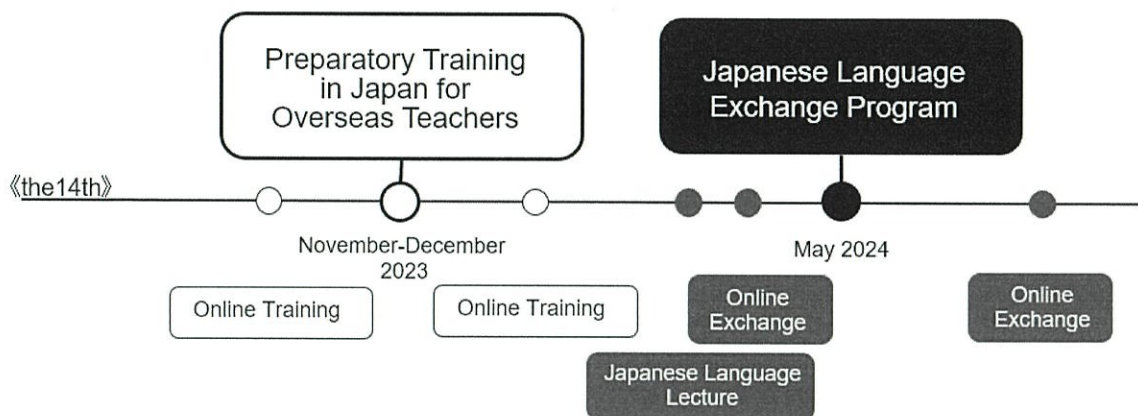 Preparatory Training
in Japan for
Overseas Teachers
Japanese Language
Exchange Program
《the14th》
November-December
2023
May 2024
Online Training
Online Training
Online
Exchange
Online
Exchange
Japanese Language
Lecture